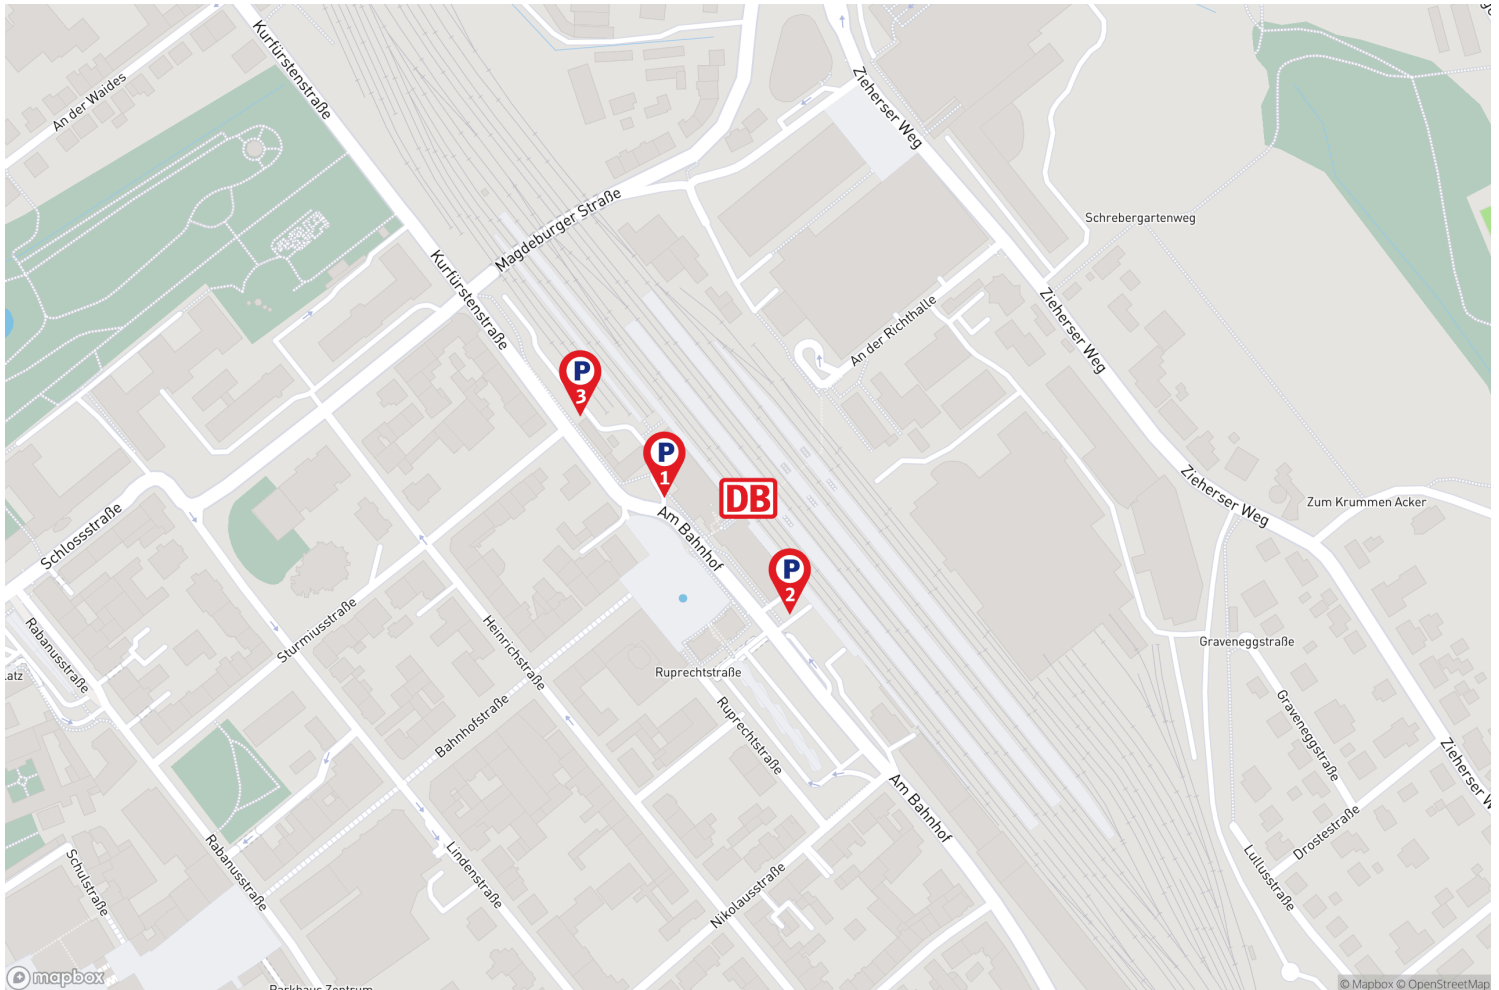 Kurfürstenstraße
An der Waides
Zieherser Weg
Magdeburger Straße
Schrebergartenweg
Kurfürstenstraße
Zieherser Weg
An der Richthalle
P
3
P
1
DB
Am Bahnhof
P
2
Zieherser Weg
Zum Krummen Acker
Schlossstraße
Sturmiusstraße
Rabanusstraße
Heinrichstraße
latz
Ruprechtstraße
Graveneggstraße
Bahnhofstraße
Ruprechtstraße
Graveneggstraße
Zieherser W
Am Bahnhof
Drostestraße
Rabanusstraße
Lindenstraße
Schulstraße
Nikolausstraße
Lullusstraße
mapbox
Parkhaus Zentrum
© Mapbox © OpenStreetMap